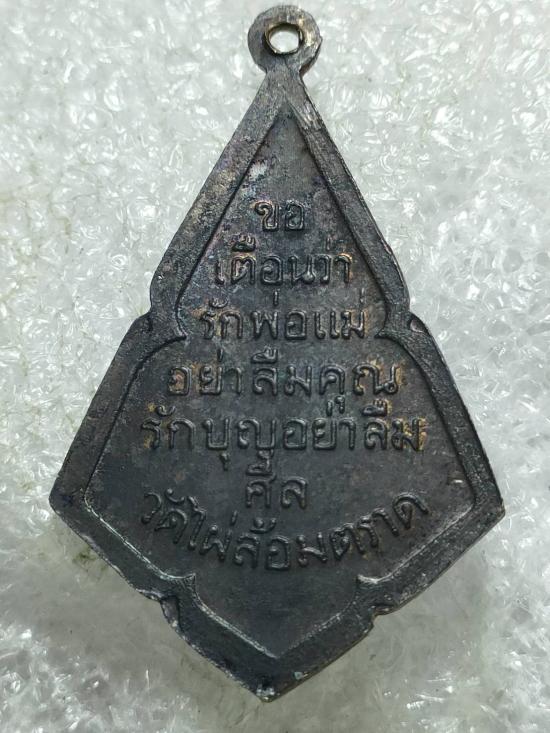 ขอ
เตือนว่า
รักพ่อแม่
อย่าลืมคุณ
รักบุญอย่าลืม
ศีล
วัดไผ่ล้อมตราด